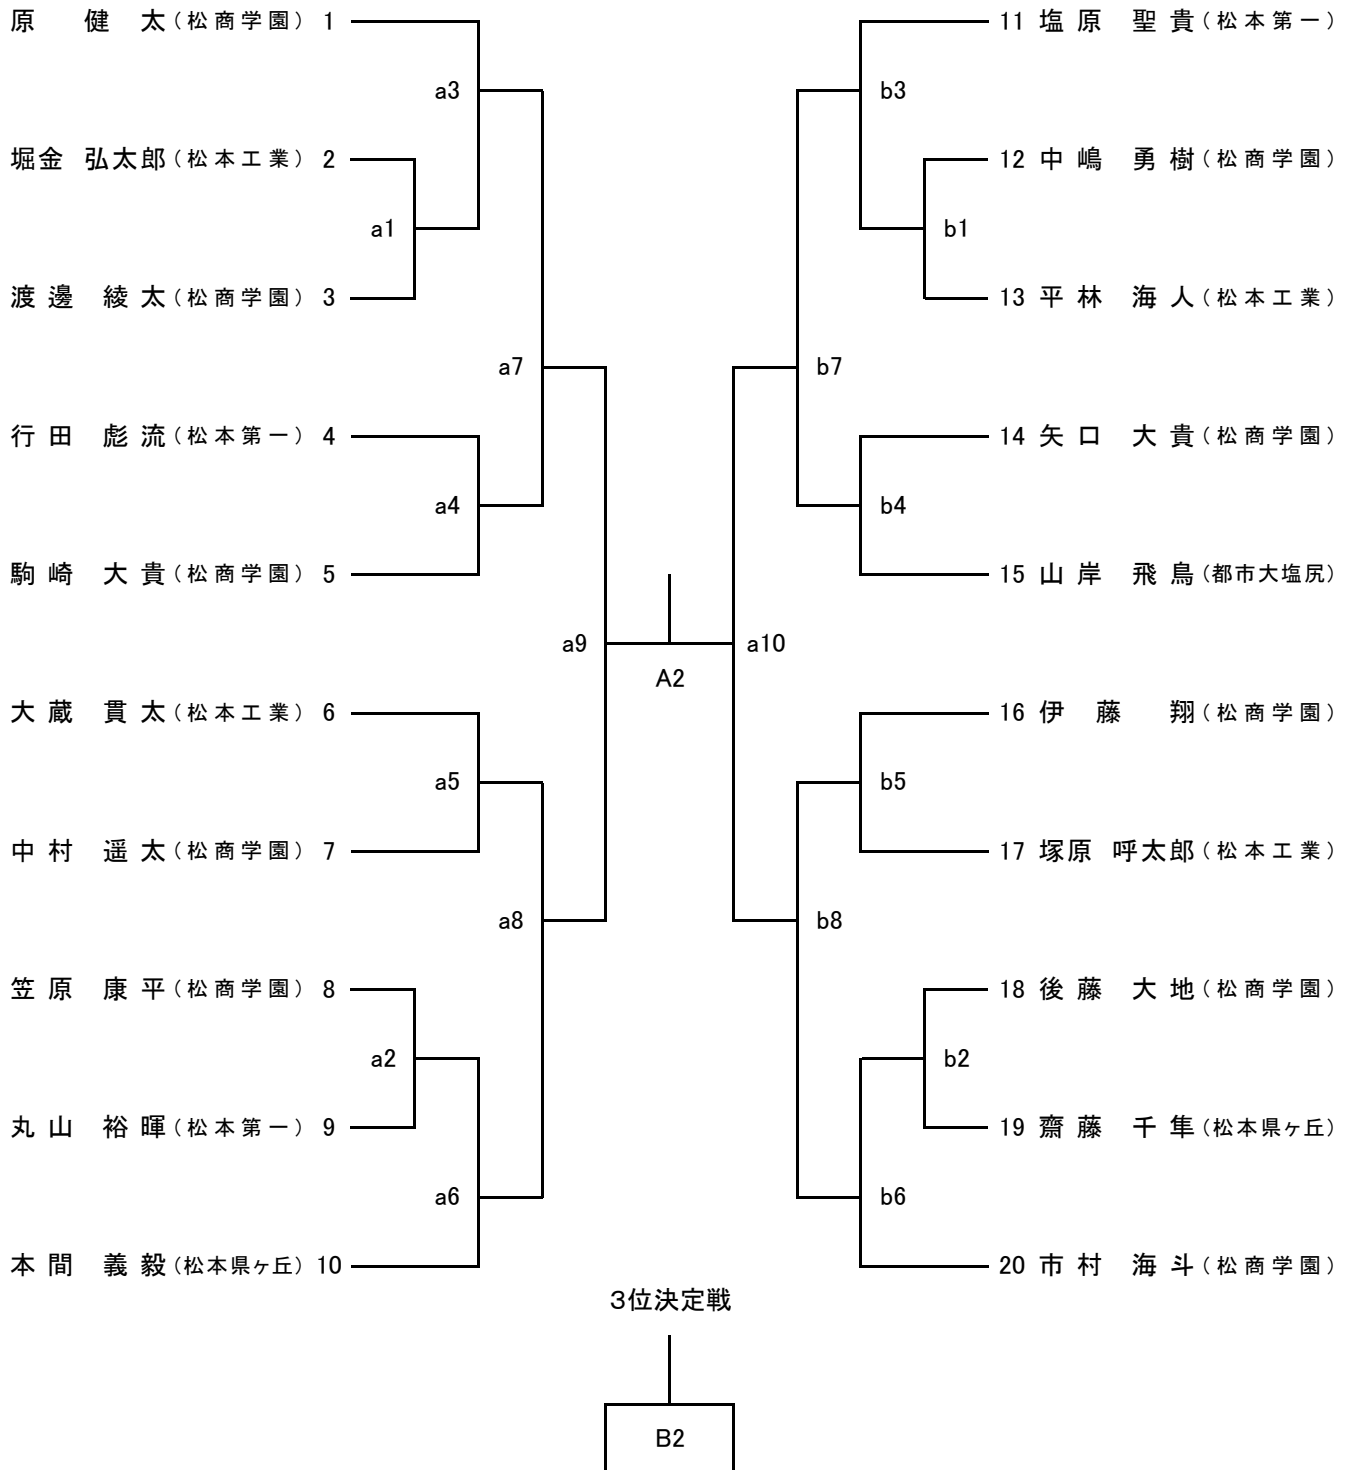 原 健 太 (松商学園) 1
a3
堀金 弘太郎 (松本工業) 2
a1
渡 邊 綾 太 (松商学園) 3
a7
行 田 彪 流 (松本第一) 4
a4
駒 崎 大 貴 (松商学園) 5
a9
大 蔵 貫 太 (松本工業) 6
a5
中 村 遥 太 (松商学園) 7
a8
笠 原 康 平 (松商学園) 8
a2
丸 山 裕 暉 (松本第一) 9
a6
本 間 義 毅 (松本県ヶ丘) 10
A2
11 塩 原 聖 貴 (松本第一)
b3
12 中 嶋 勇 樹 (松商学園)
b1
13 平 林 海 人 (松本工業)
b7
14 矢 口 大 貴 (松商学園)
b4
15 山 岸 飛 鳥 (都市大塩尻)
a10
16 伊 藤 翔 (松商学園)
b5
17 塚原 呼太郎 (松本工業)
b8
18 後 藤 大 地 (松商学園)
b2
19 齋 藤 千 隼 (松本県ヶ丘)
b6
20 市 村 海 斗 (松商学園)
3位決定戦
B2